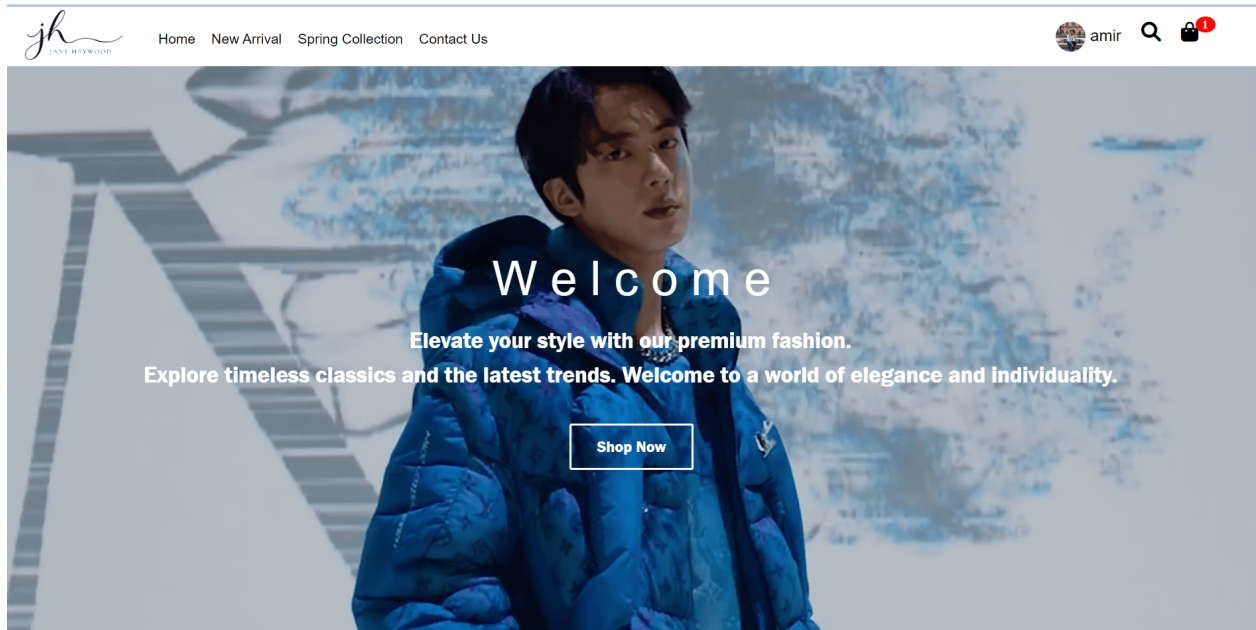 jh
JANE HAYWOOD
Home
New Arrival
Spring Collection
Contact Us
amir
1
Welcome
Elevate your style with our premium fashion.
Explore timeless classics and the latest trends. Welcome to a world of elegance and individuality.
Shop Now